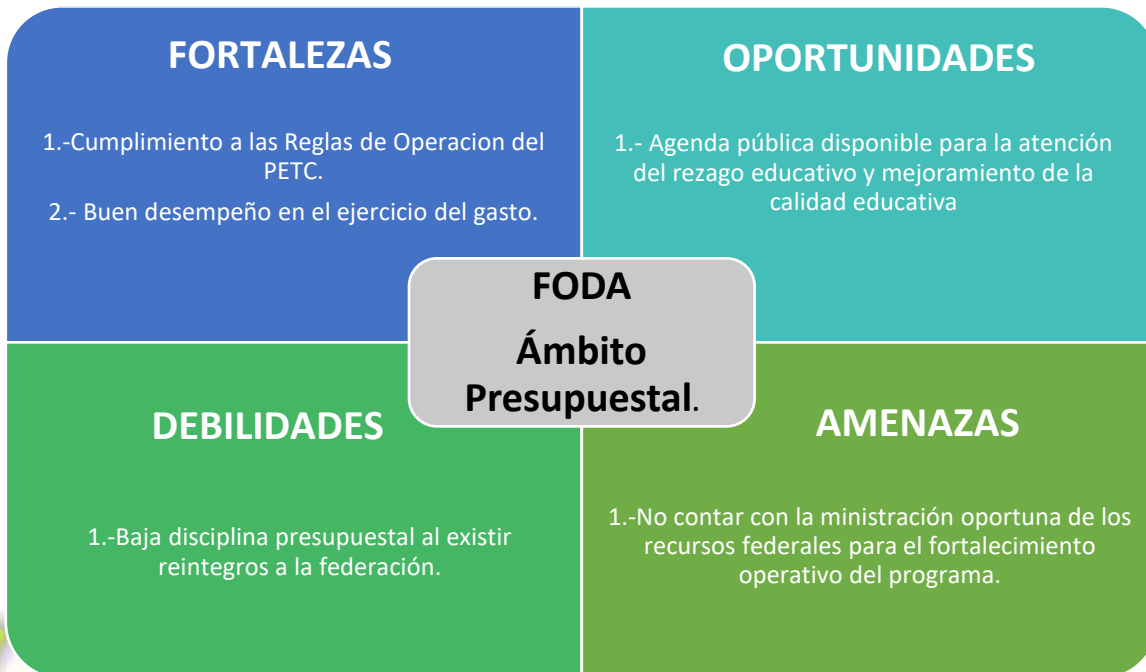 FORTALEZAS
1.-Cumplimiento a las Reglas de Operacion del
PETC.
2.- Buen desempeño en el ejercicio del gasto.
OPORTUNIDADES
1.- Agenda pública disponible para la atención
del rezago educativo y mejoramiento de la
calidad educativa
FODA
Ámbito
Presupuestal.
DEBILIDADES
1.-Baja disciplina presupuestal al existir
reintegros a la federación.
AMENAZAS
1.-No contar con la ministración oportuna de los
recursos federales para el fortalecimiento
operativo del programa.